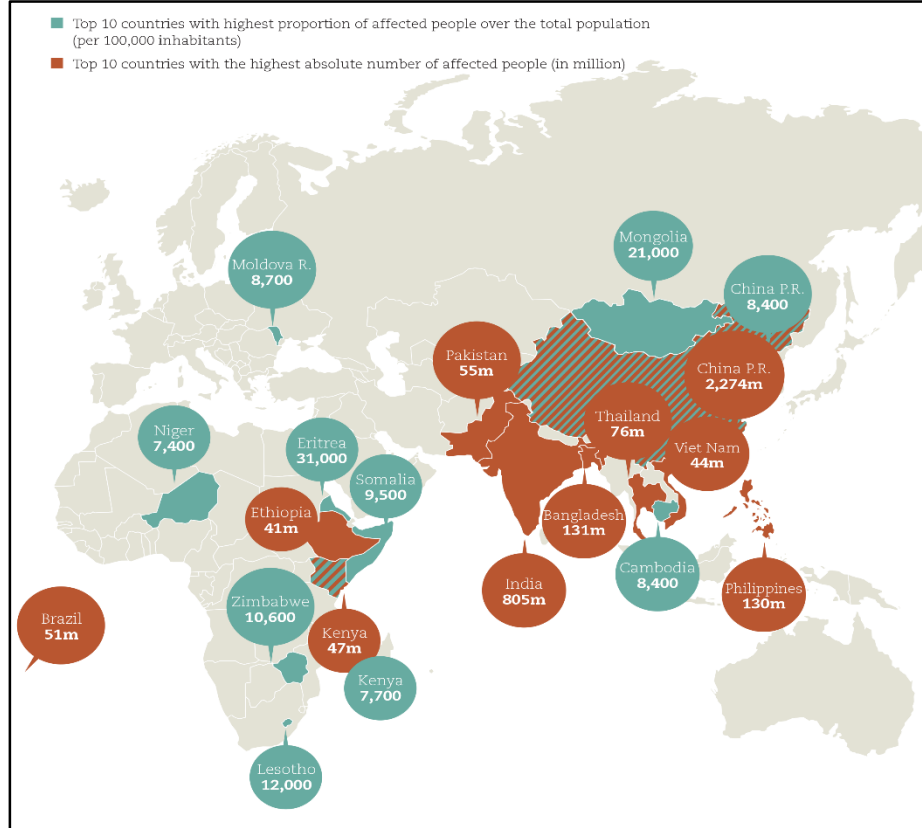 Top 10 countries with highest proportion of affected people over the total population
(per 100,000 inhabitants)
Top 10 countries with the highest absolute number of affected people (in million)
Mongolia
21,000
Moldova R.
8,700
China P.R.
8,400
Pakistan
55m
China P.R.
2,274m
Thailand
76m
Niger
7,400
Eritrea
31,000
Viet Nam
44m
Somalia
9,500
Ethiopia
41m
Bangladesh
131m
Cambodia
8,400
India
805m
Philippines
130m
Zimbabwe
10,600
Brazil
51m
Kenya
47m
Kenya
7,700
Lesotho
12,000